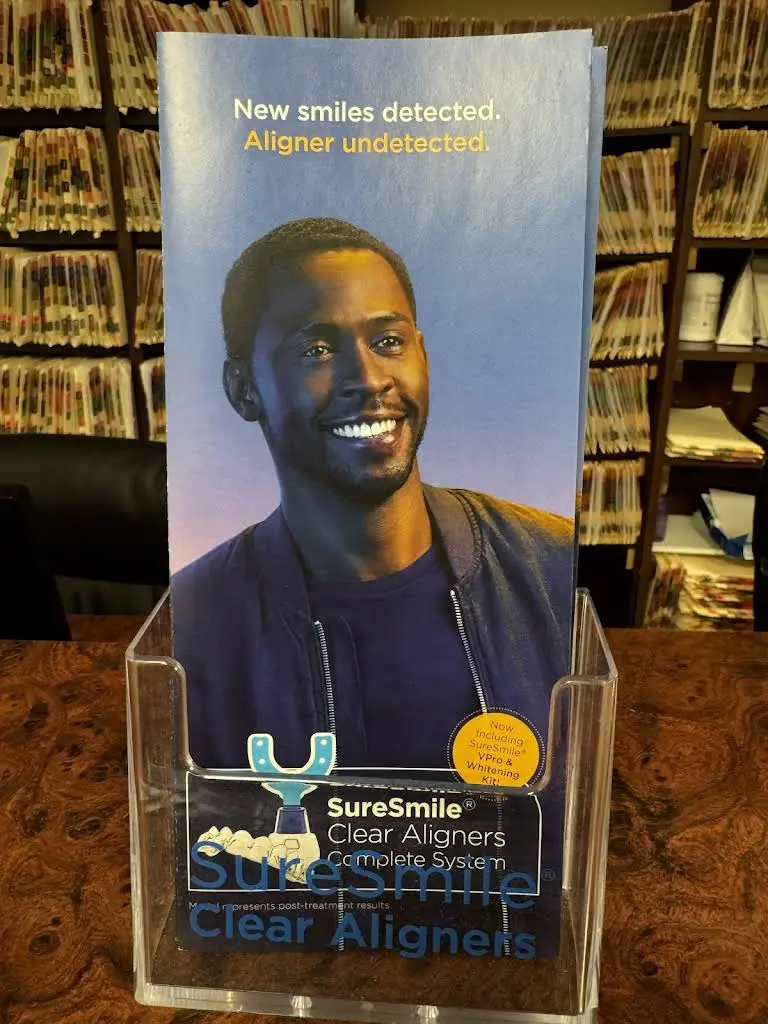 New smiles detected.
Aligner undetected.
Now
Including
SureSmile®
VPro &
Whitening
Kit!
SureSmile®
Clear Aligners
Complete System
Model represents post-treatment results.
SureSmile®
Clear Aligners